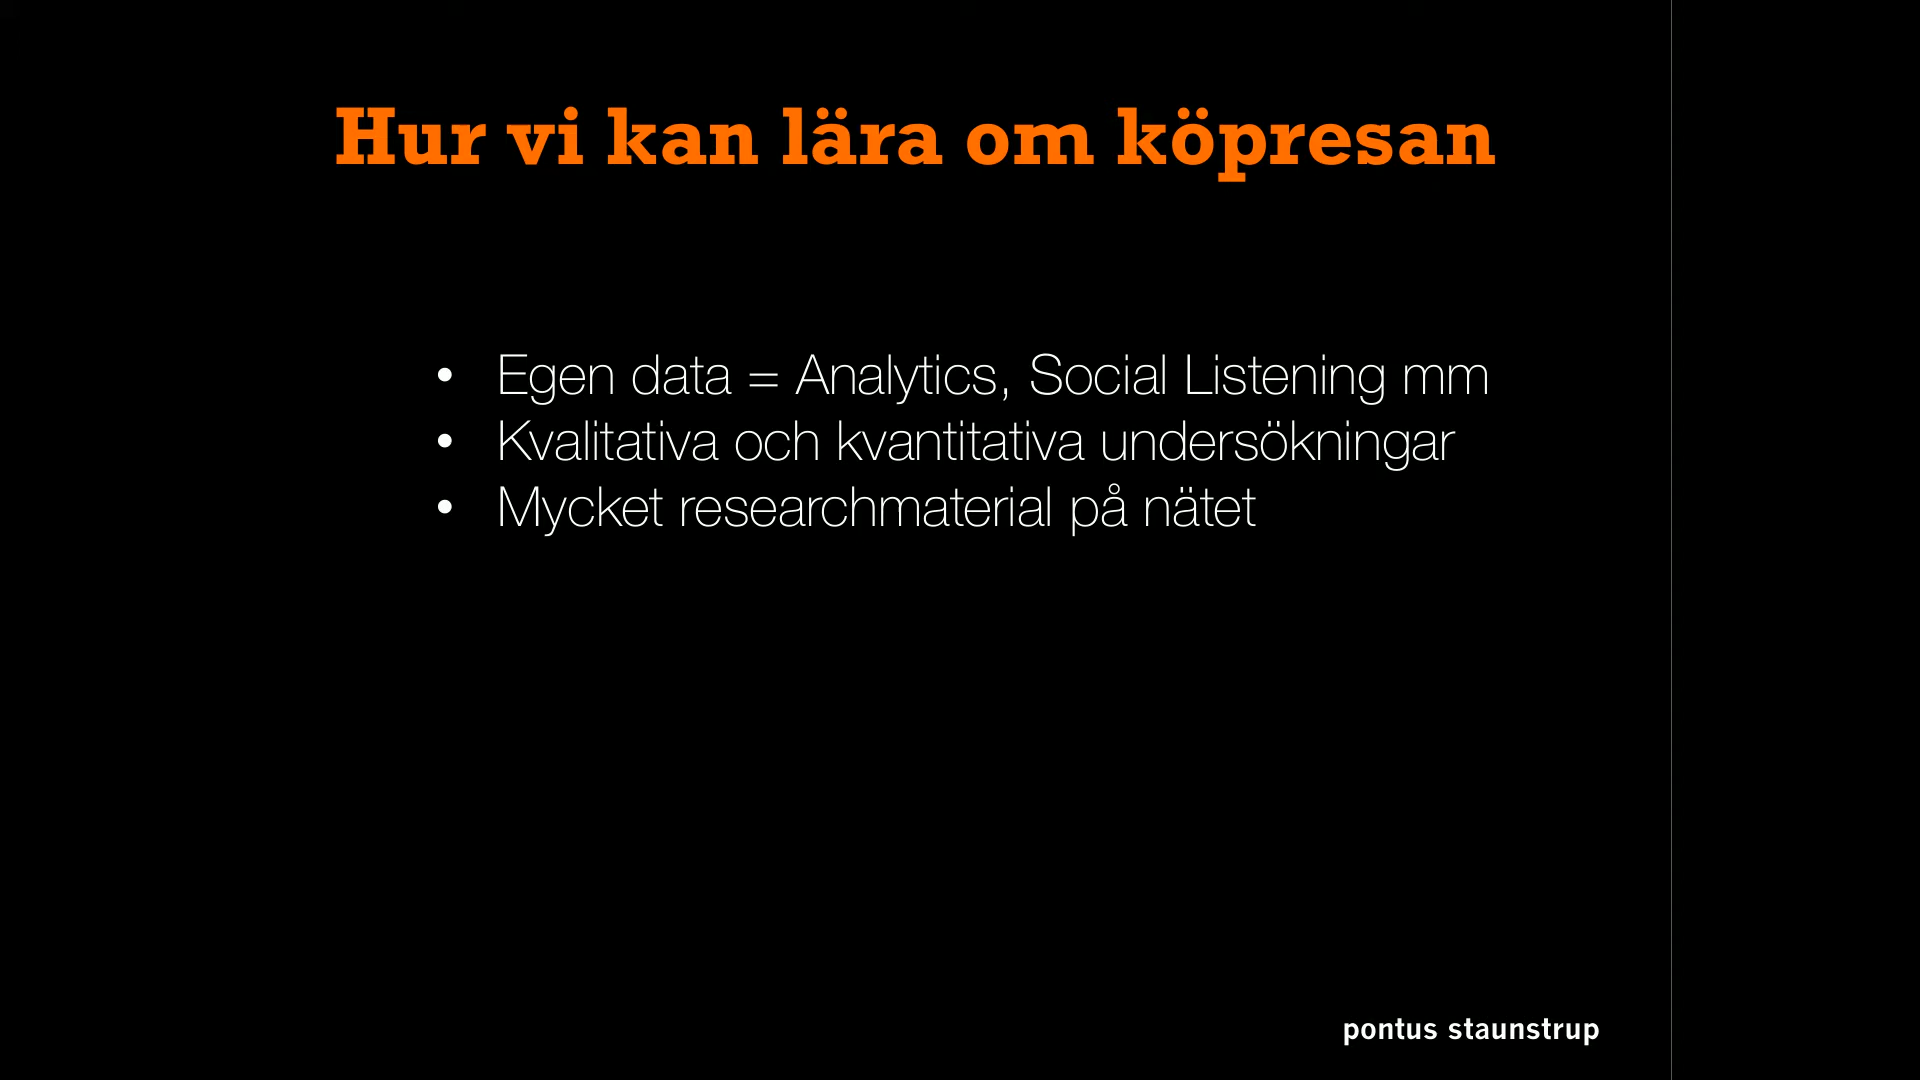 Hur vi kan lära om köpresan
• Egen data = Analytics, Social Listening mm
• Kvalitativa och kvantitativa undersökningar
• Mycket researchmaterial på nätet
pontus staunstrup